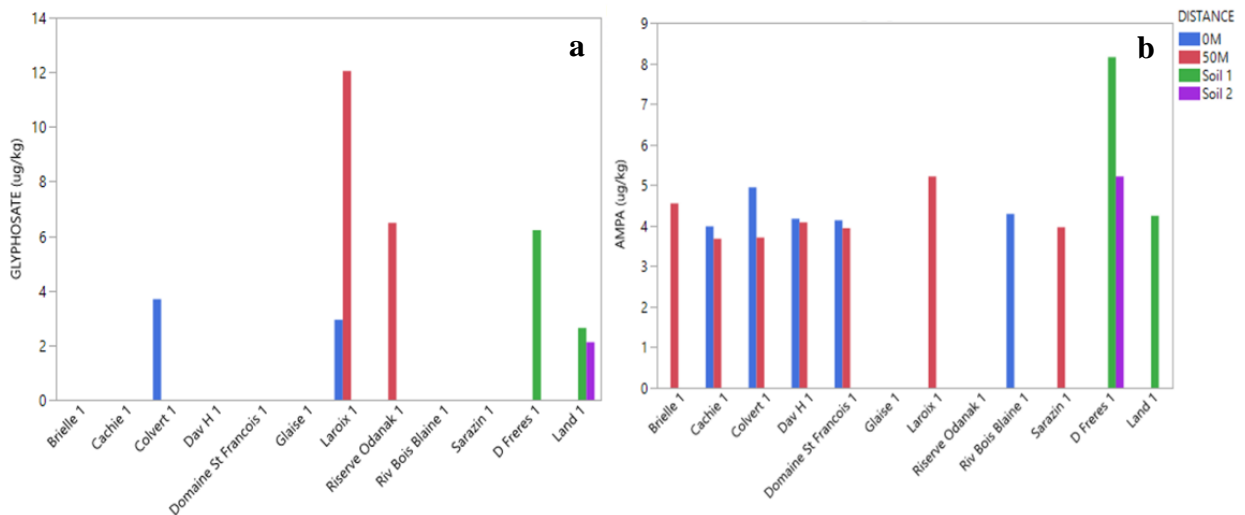 a
14
12
10
8
6
4
2
0
GLYPHOSATE (ug/kg)
Brielle 1
Cachie 1
Colvert 1
Dav H 1
Domaine St Francois 1
Glaise 1
Laroix 1
Riserve Odanak 1
Riv Bois Blaine 1
Sarazin 1
D Freres 1
Land 1
b
9
8
7
6
5
4
3
2
1
0
AMPA (ug/kg)
Brielle 1
Cachie 1
Colvert 1
Dav H 1
Domaine St Francois 1
Glaise 1
Laroix 1
Riserve Odanak 1
Riv Bois Blaine 1
Sarazin 1
D Freres 1
Land 1
DISTANCE
0M
50M
Soil 1
Soil 2